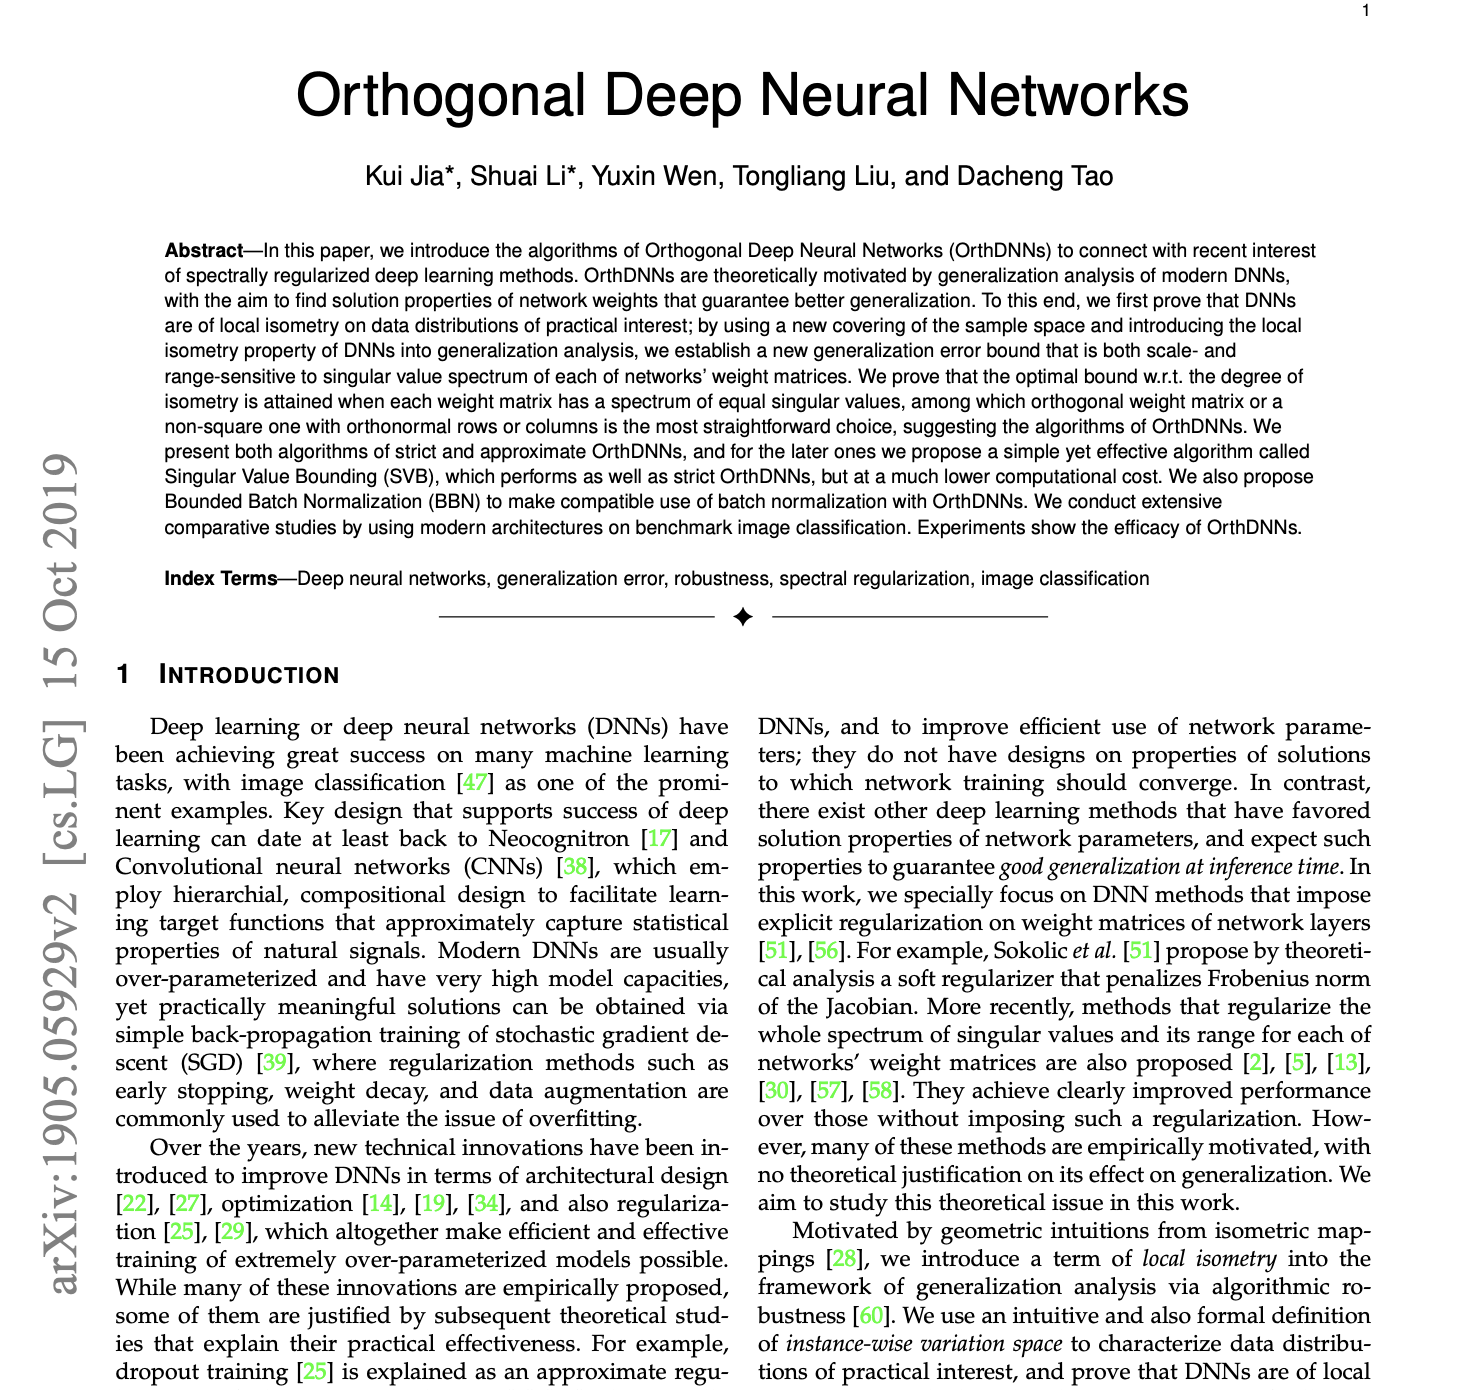 1
Orthogonal Deep Neural Networks
Kui Jia*, Shuai Li*, Yuxin Wen, Tongliang Liu, and Dacheng Tao
Abstract—In this paper, we introduce the algorithms of Orthogonal Deep Neural Networks (OrthDNNs) to connect with recent interest
of spectrally regularized deep learning methods. OrthDNNs are theoretically motivated by generalization analysis of modern DNNs,
with the aim to find solution properties of network weights that guarantee better generalization. To this end, we first prove that DNNs
are of local isometry on data distributions of practical interest; by using a new covering of the sample space and introducing the local
isometry property of DNNs into generalization analysis, we establish a new generalization error bound that is both scale- and
range-sensitive to singular value spectrum of each of networks' weight matrices. We prove that the optimal bound w.r.t. the degree of
isometry is attained when each weight matrix has a spectrum of equal singular values, among which orthogonal weight matrix or a
non-square one with orthonormal rows or columns is the most straightforward choice, suggesting the algorithms of OrthDNNs. We
present both algorithms of strict and approximate OrthDNNs, and for the later ones we propose a simple yet effective algorithm called
Singular Value Bounding (SVB), which performs as well as strict OrthDNNs, but at a much lower computational cost. We also propose
Bounded Batch Normalization (BBN) to make compatible use of batch normalization with OrthDNNs. We conduct extensive
comparative studies by using modern architectures on benchmark image classification. Experiments show the efficacy of OrthDNNs.
Index Terms—Deep neural networks, generalization error, robustness, spectral regularization, image classification
arXiv:1905.05929v2 [cs.LG] 15 Oct 2019
1 INTRODUCTION
Deep learning or deep neural networks (DNNs) have
been achieving great success on many machine learning
tasks, with image classification [47] as one of the promi-
nent examples. Key design that supports success of deep
learning can date at least back to Neocognitron [17] and
Convolutional neural networks (CNNs) [38], which em-
ploy hierarchial, compositional design to facilitate learn-
ing target functions that approximately capture statistical
properties of natural signals. Modern DNNs are usually
over-parameterized and have very high model capacities,
yet practically meaningful solutions can be obtained via
simple back-propagation training of stochastic gradient de-
scent (SGD) [39], where regularization methods such as
early stopping, weight decay, and data augmentation are
commonly used to alleviate the issue of overfitting.
Over the years, new technical innovations have been in-
troduced to improve DNNs in terms of architectural design
[22], [27], optimization [14], [19], [34], and also regulariza-
tion [25], [29], which altogether make efficient and effective
training of extremely over-parameterized models possible.
While many of these innovations are empirically proposed,
some of them are justified by subsequent theoretical stud-
ies that explain their practical effectiveness. For example,
dropout training [25] is explained as an approximate regu-
DNNs, and to improve efficient use of network parame-
ters; they do not have designs on properties of solutions
to which network training should converge. In contrast,
there exist other deep learning methods that have favored
solution properties of network parameters, and expect such
properties to guarantee good generalization at inference time. In
this work, we specially focus on DNN methods that impose
explicit regularization on weight matrices of network layers
[51], [56]. For example, Sokolic et al. [51] propose by theoreti-
cal analysis a soft regularizer that penalizes Frobenius norm
of the Jacobian. More recently, methods that regularize the
whole spectrum of singular values and its range for each of
networks' weight matrices are also proposed [2], [5], [13],
[30], [57], [58]. They achieve clearly improved performance
over those without imposing such a regularization. How-
ever, many of these methods are empirically motivated, with
no theoretical justification on its effect on generalization. We
aim to study this theoretical issue in this work.
Motivated by geometric intuitions from isometric map-
pings [28], we introduce a term of local isometry into the
framework of generalization analysis via algorithmic ro-
bustness [60]. We use an intuitive and also formal definition
of instance-wise variation space to characterize data distribu-
tions of practical interest, and prove that DNNs are of local